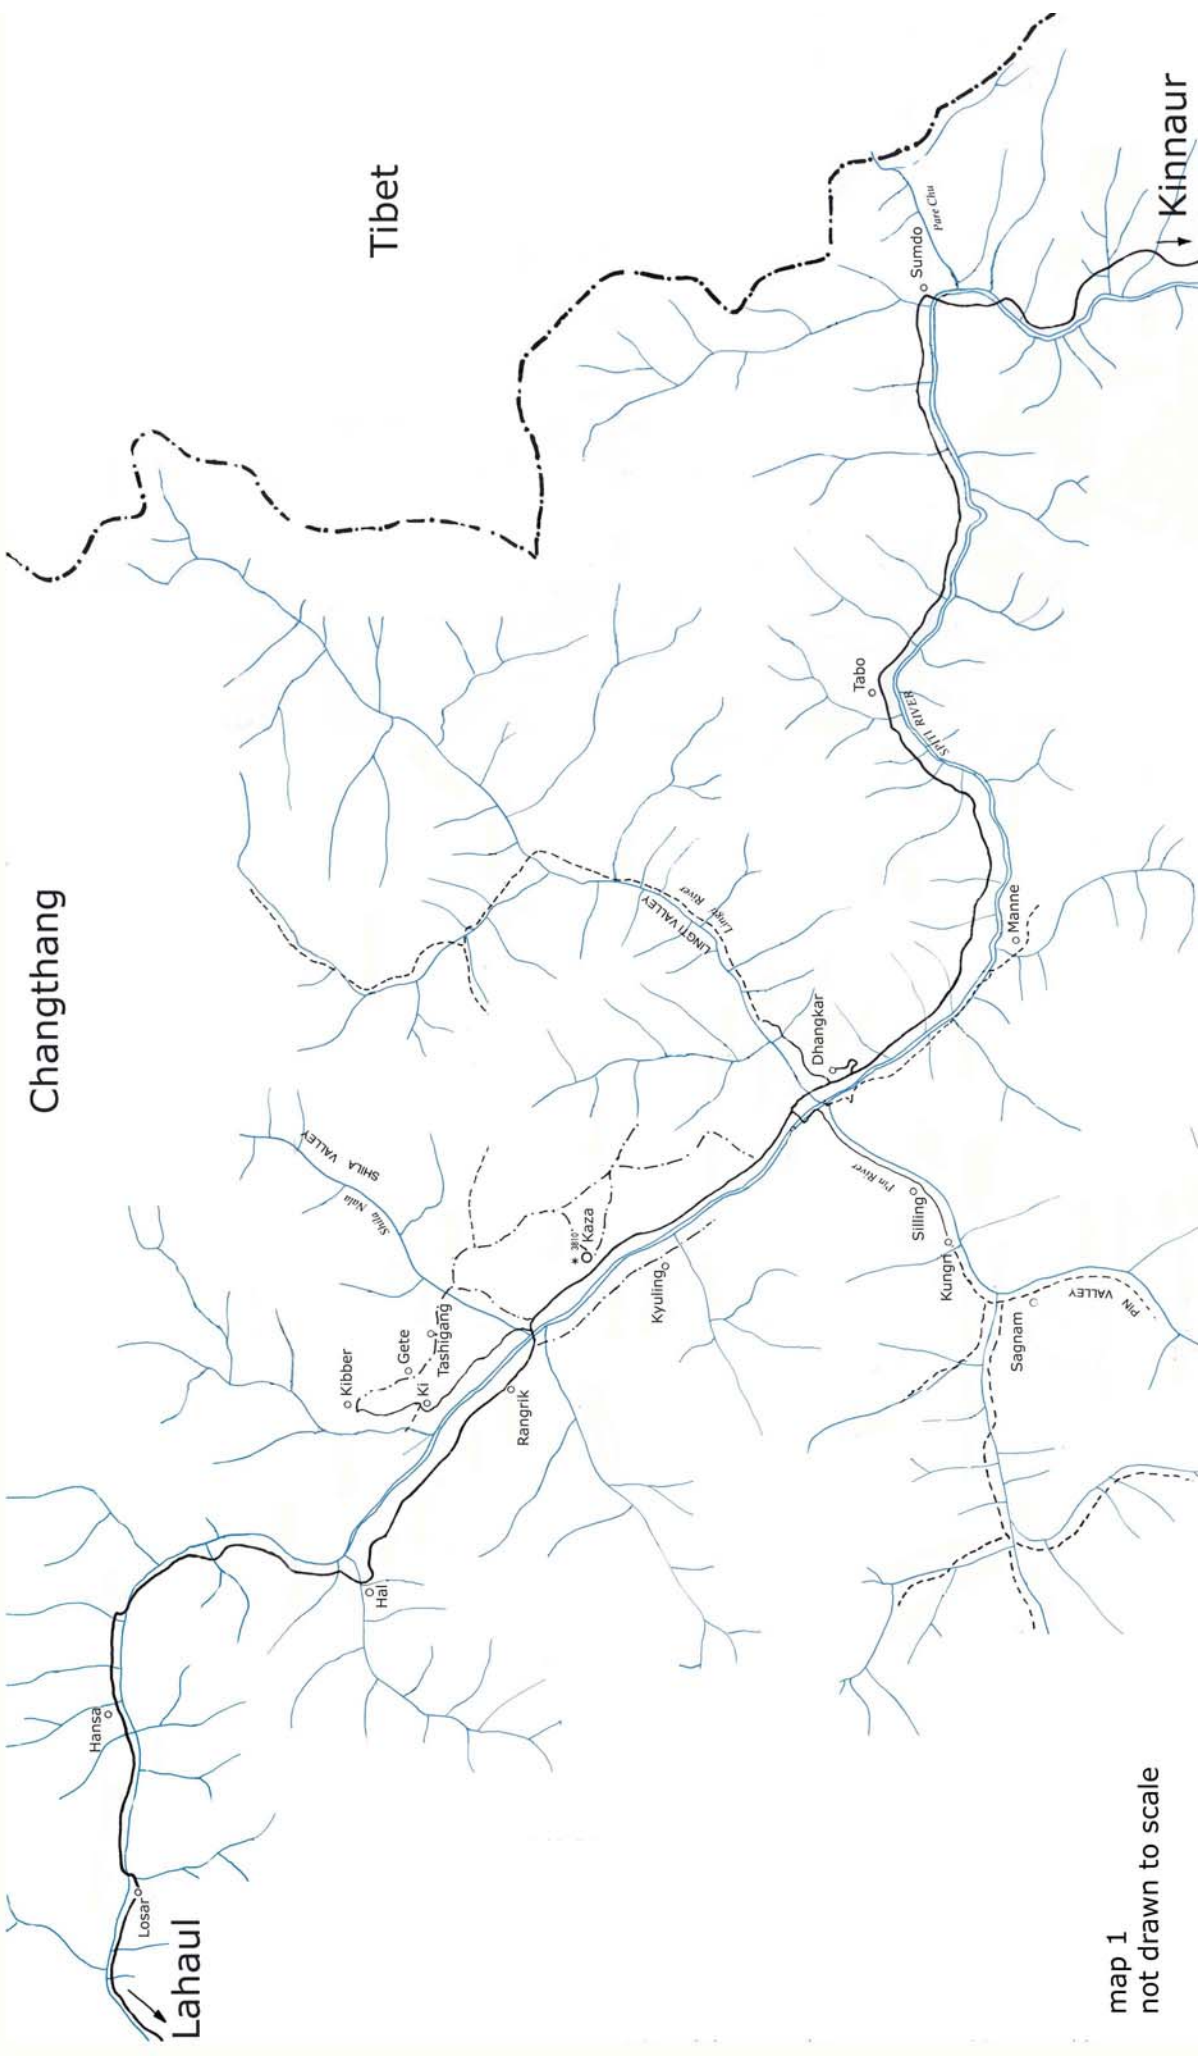 Changthang
Tibet
Lahaul
Losar
Hansa
Hal
Kibber
Gete
Ki
Tashigang
Rangrik
SHILA VALLEY
Shila Nala
* 3810'
Kaza
Kyuling
LINGTI VALLEY
Lingti River
Dhangkar
Pin River
Silling
Kungri
Sagnam
PIN VALLEY
Manne
Tabo
SPITI RIVER
Sumdo
Pare Chu
Kinnaur
map 1
not drawn to scale